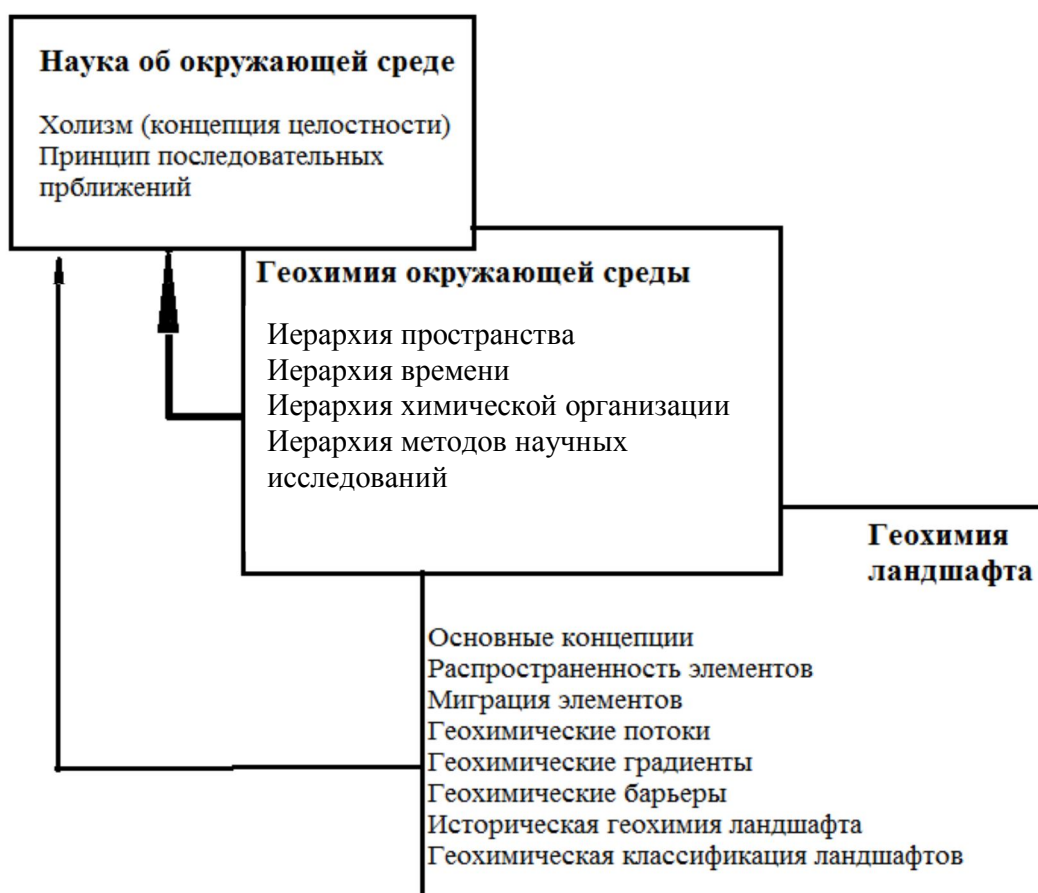 Наука об окружающей среде
Холизм (концепция целостности)
Принцип последовательных
прближений
Геохимия окружающей среды
Иерархия пространства
Иерархия времени
Иерархия химической организации
Иерархия методов научных
исследований
Геохимия
ландшафта
Основные концепции
Распространенность элементов
Миграция элементов
Геохимические потоки
Геохимические градиенты
Геохимические барьеры
Историческая геохимия ландшафта
Геохимическая классификация ландшафтов